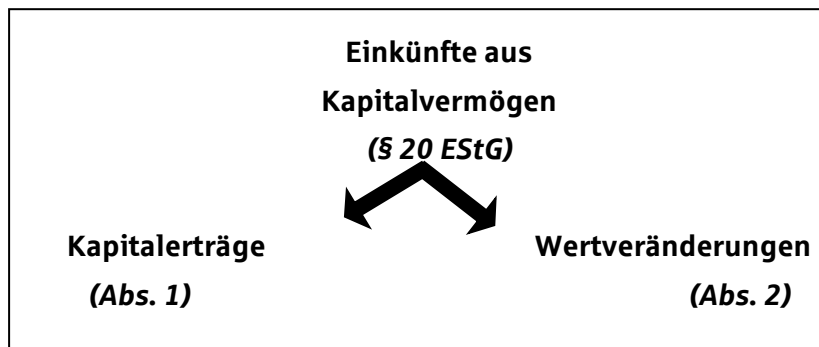 Einkünfte aus
Kapitalvermögen
(§ 20 EStG)
Kapitalerträge
Wertveränderungen
(Abs. 1)
(Abs. 2)